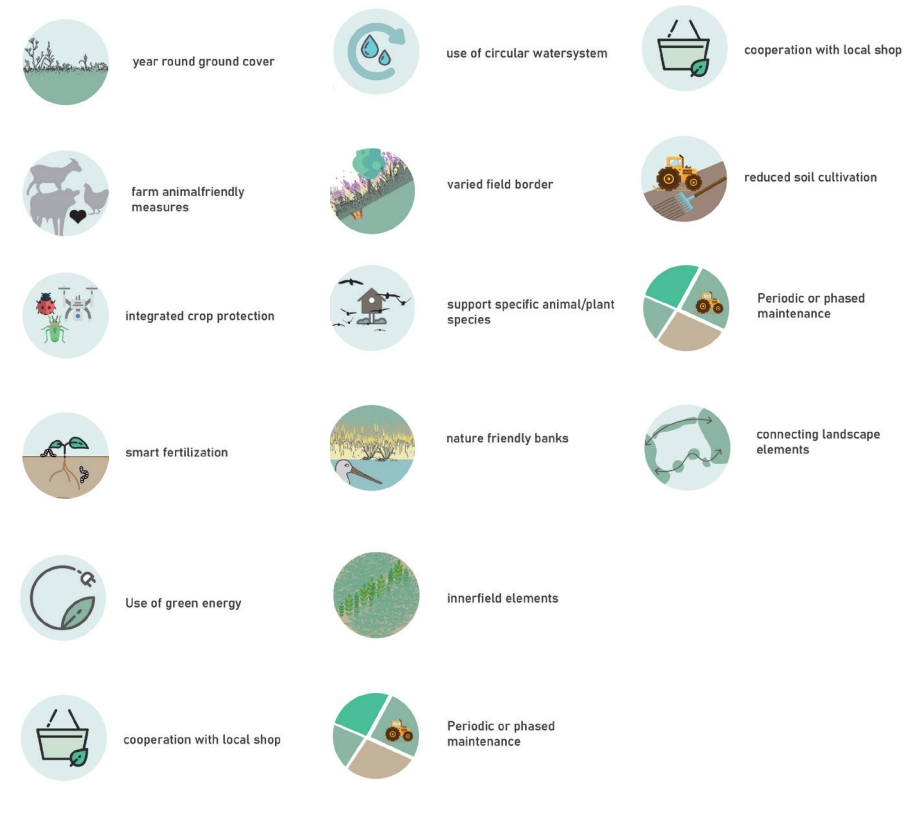 year round ground cover
farm animalfriendly
measures
integrated crop protection
smart fertilization
Use of green energy
cooperation with local shop
use of circular watersystem
varied field border
support specific animal/plant
species
nature friendly banks
innerfield elements
Periodic or phased
maintenance
cooperation with local shop
reduced soil cultivation
Periodic or phased
maintenance
connecting landscape
elements